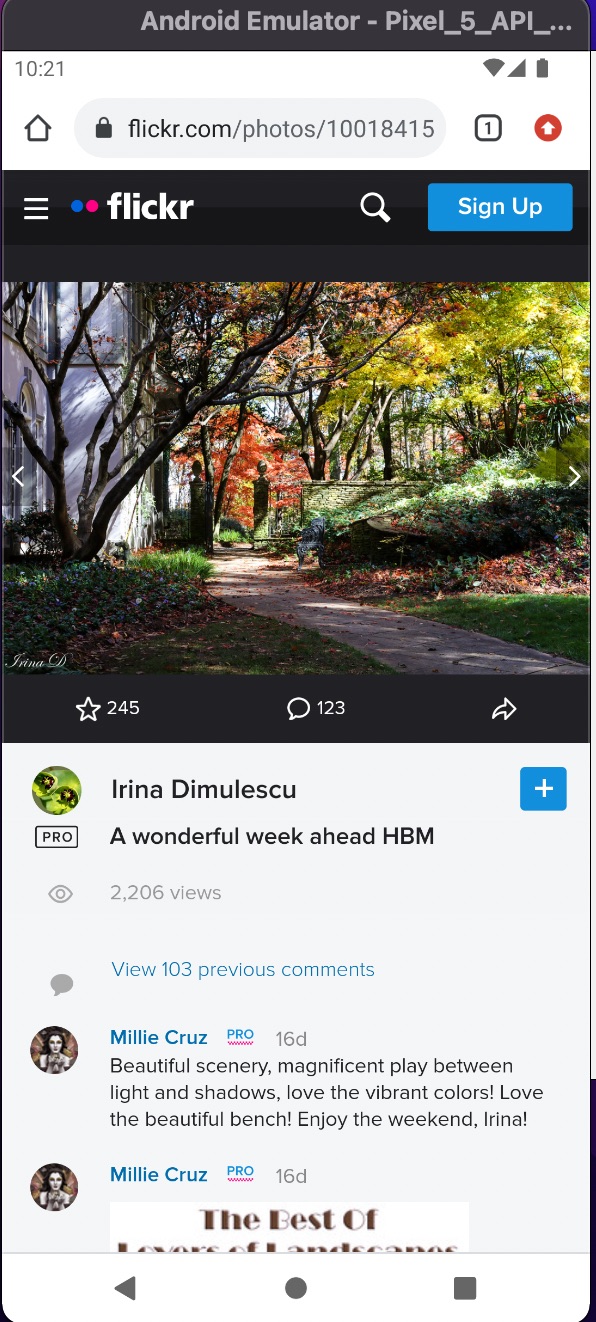 Android Emulator - Pixel_5_API_...
10:21
flickr.com/photos/10018415
1
flickr
Sign Up
Irina D
245
123
Irina Dimulescu
PRO
A wonderful week ahead HBM
2,206 views
View 103 previous comments
Millie Cruz PRO 16d
Beautiful scenery, magnificent play between
light and shadows, love the vibrant colors! Love
the beautiful bench! Enjoy the weekend, Irina!
Millie Cruz PRO 16d
The Best Of
Lovers of Landscapes